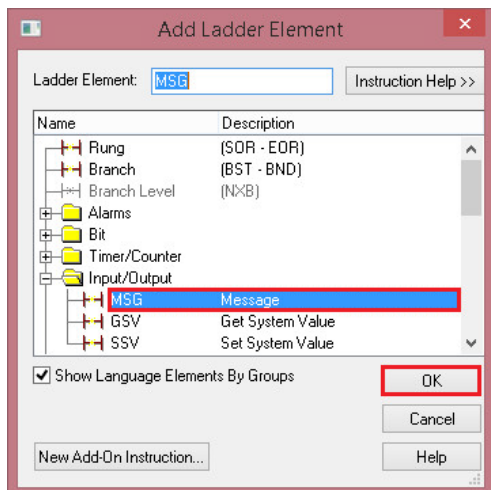 Add Ladder Element
Ladder Element: MSG Instruction Help >>
Name Description
Rung (SOR - EOR)
Branch (BST - BND)
Branch Level (NXB)
Alarms
Bit
Timer/Counter
Input/Output
MSG Message
GSV Get System Value
SSV Set System Value
Show Language Elements By Groups
OK
Cancel
New Add-On Instruction... Help